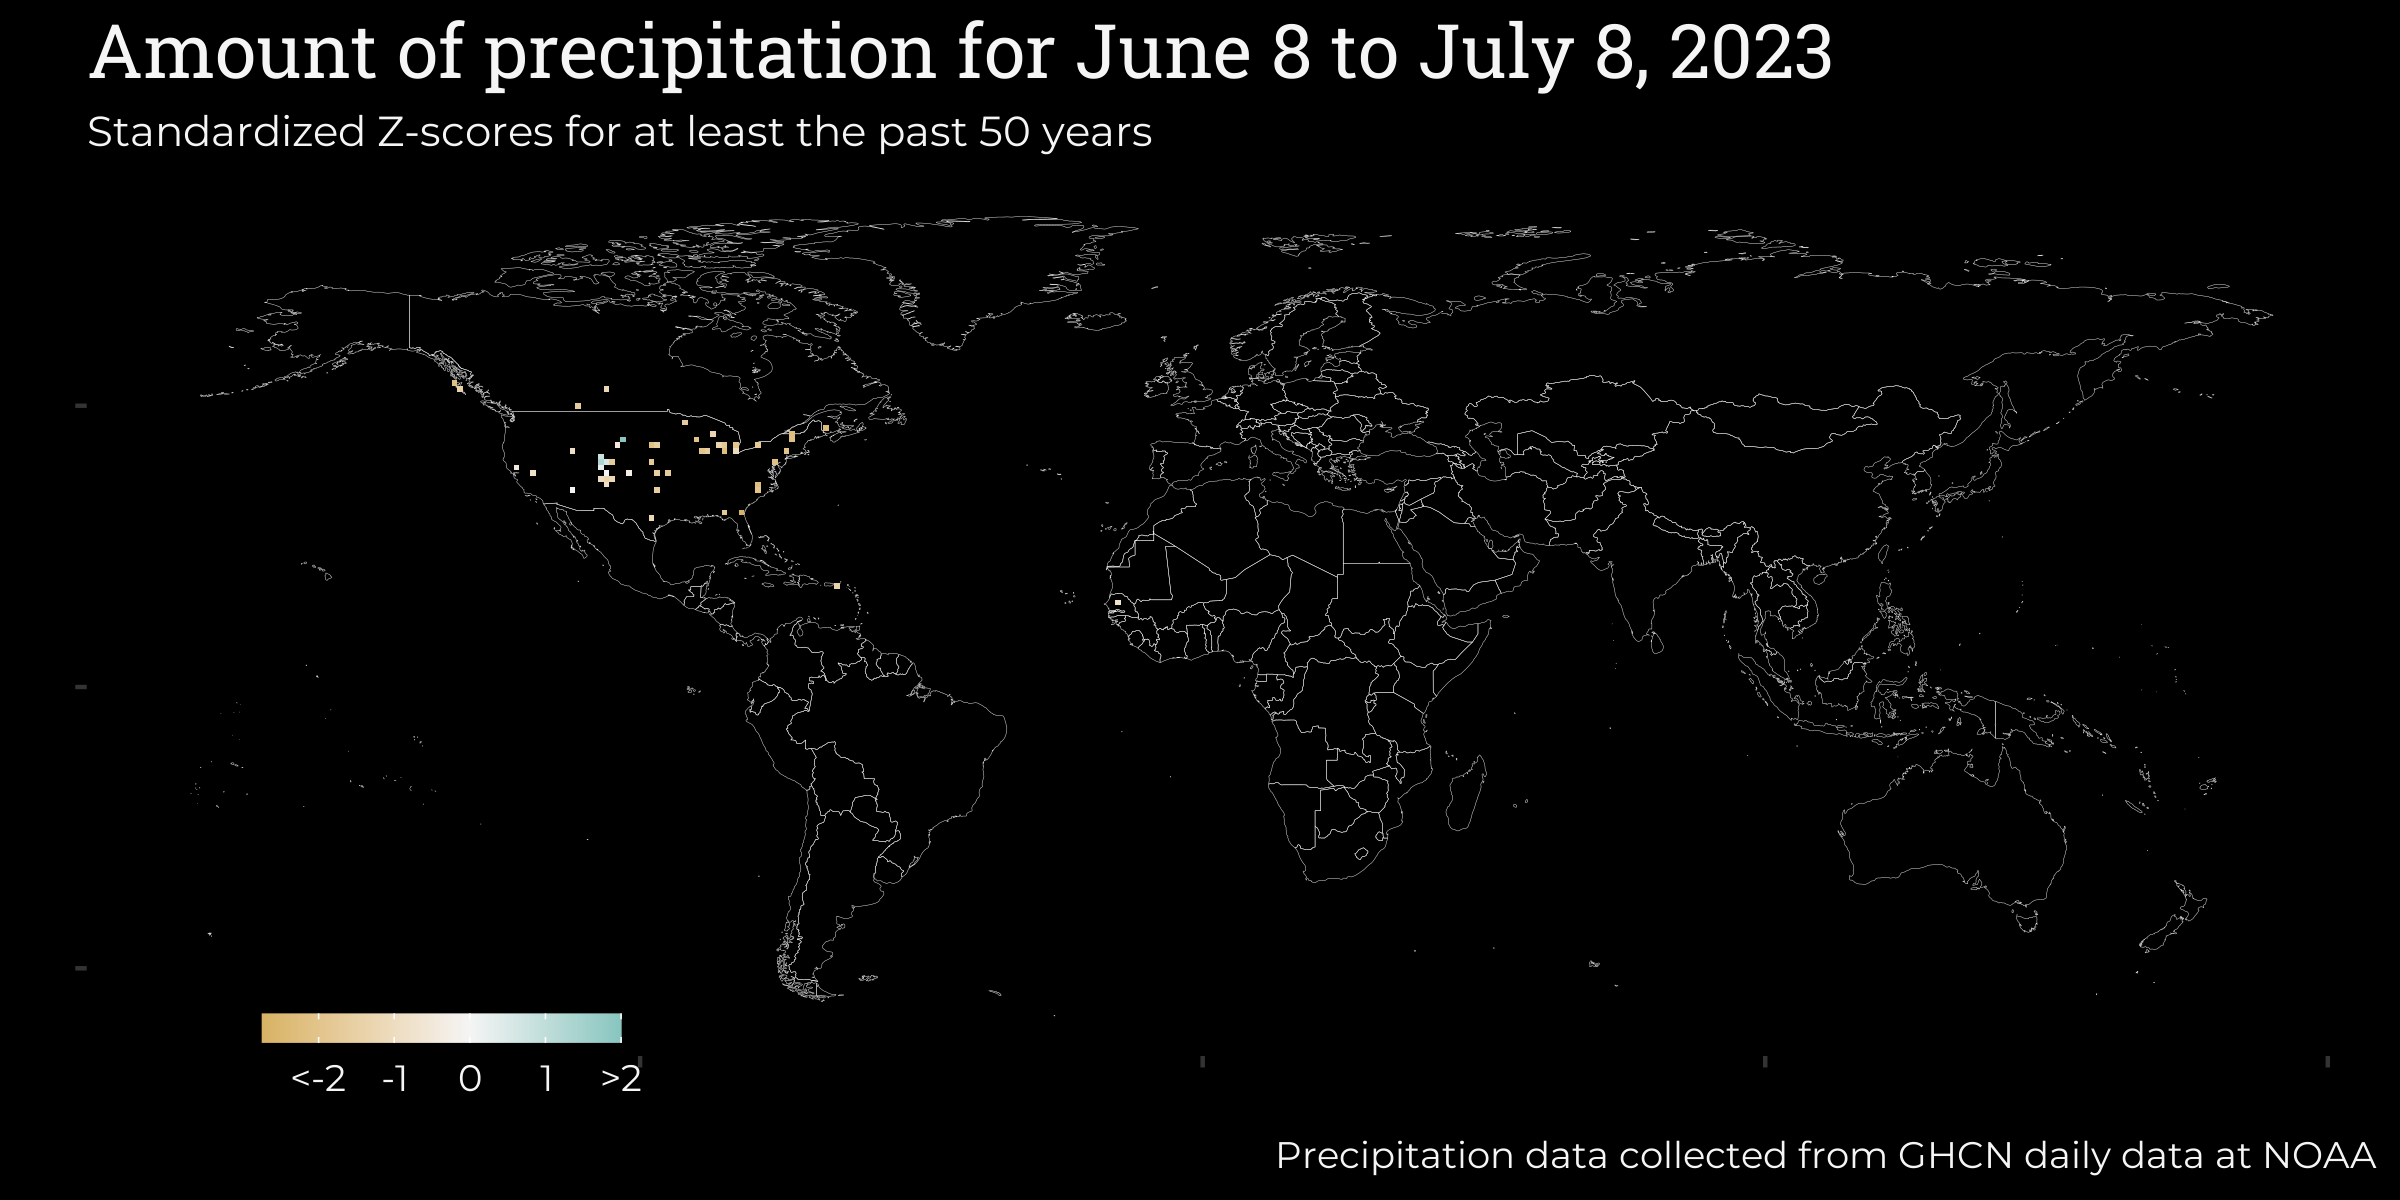 Amount of precipitation for June 8 to July 8, 2023
Standardized Z-scores for at least the past 50 years
<-2 -1 0 1 >2
Precipitation data collected from GHCN daily data at NOAA